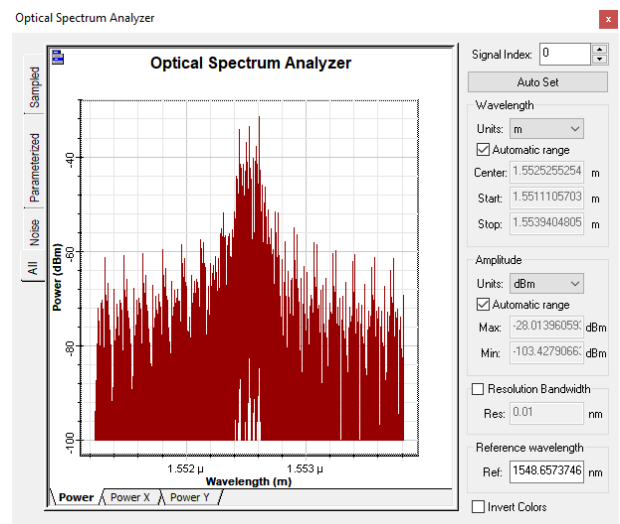 Optical Spectrum Analyzer
x
Sampled
Parameterized
Noise
All
Optical Spectrum Analyzer
Power (dBm)
-40
-60
-80
-100
1.552 µ
1.553 µ
Wavelength (m)
Power
Power X
Power Y
Signal Index: 0
Auto Set
Wavelength
Units: m
Automatic range
Center: 1.5525255254 m
Start: 1.5511105703 m
Stop: 1.5539404805 m
Amplitude
Units: dBm
Automatic range
Max: -28.01396059 dBm
Min: -103.4279066 dBm
Resolution Bandwidth
Res: 0.01 nm
Reference wavelength
Ref: 1548.6573746 nm
Invert Colors